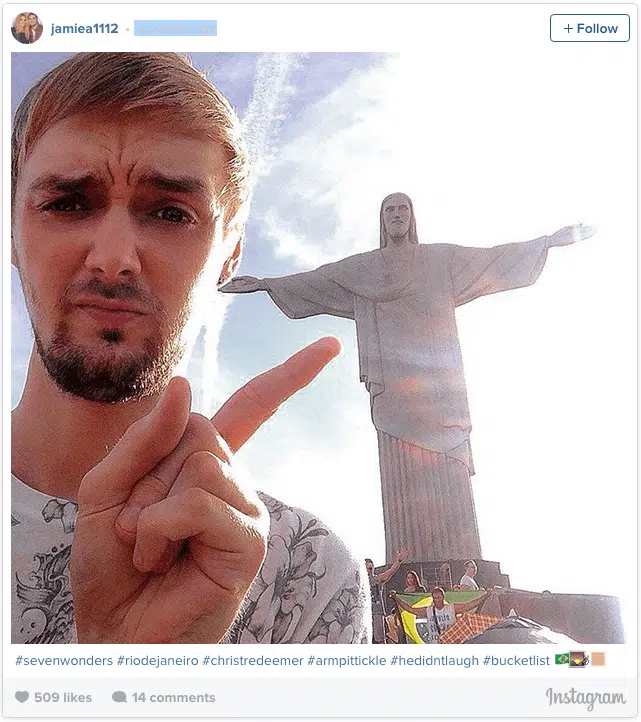 jamiea1112 •
+ Follow
#sevenwonders #riodejaneiro #christredeemer #armpittickle #hedidntlaugh #bucketlist
509 likes 14 comments
Instagram